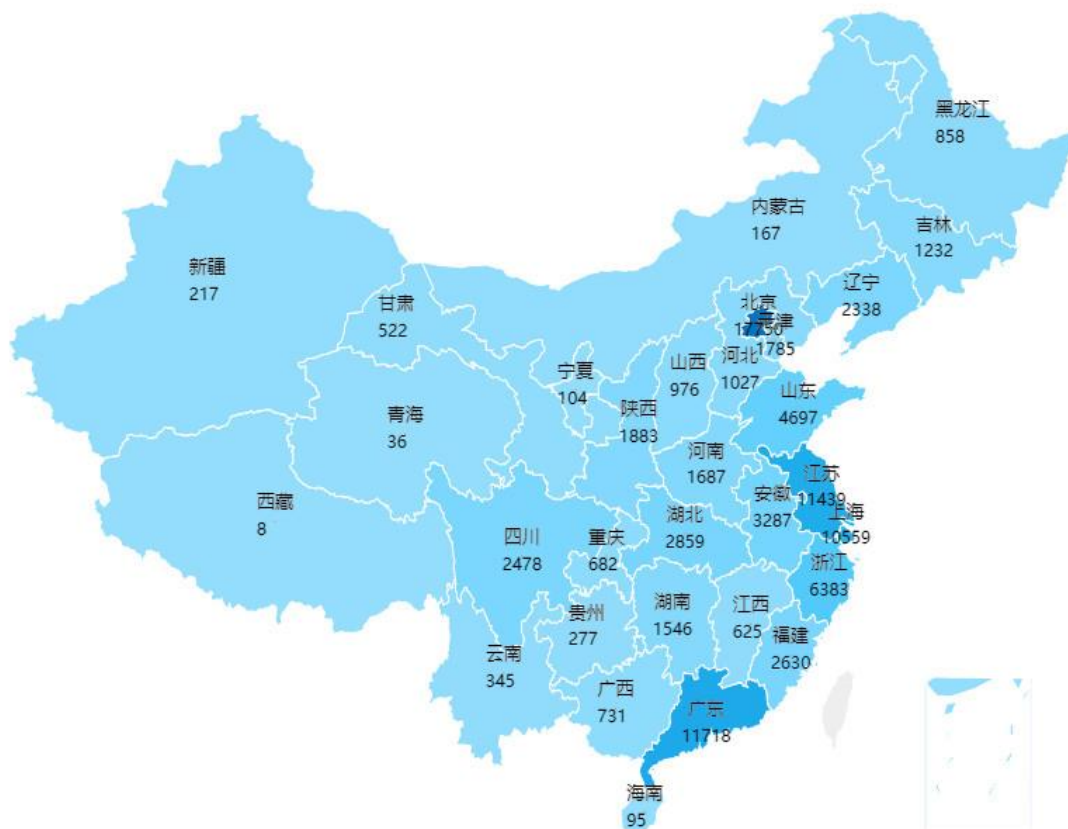 黑龙江
858
内蒙古
167
吉林
1232
新疆
217
辽宁
2338
甘肃
522
北京
17750
天津
1785
河北
1027
山西
976
宁夏
104
山东
4697
陕西
1883
青海
36
河南
1687
江苏
11439
安徽
3287
西藏
8
上海
10559
湖北
2859
四川
2478
重庆
682
浙江
6383
湖南
1546
江西
625
贵州
277
福建
2630
云南
345
广西
731
广东
11718
海南
95